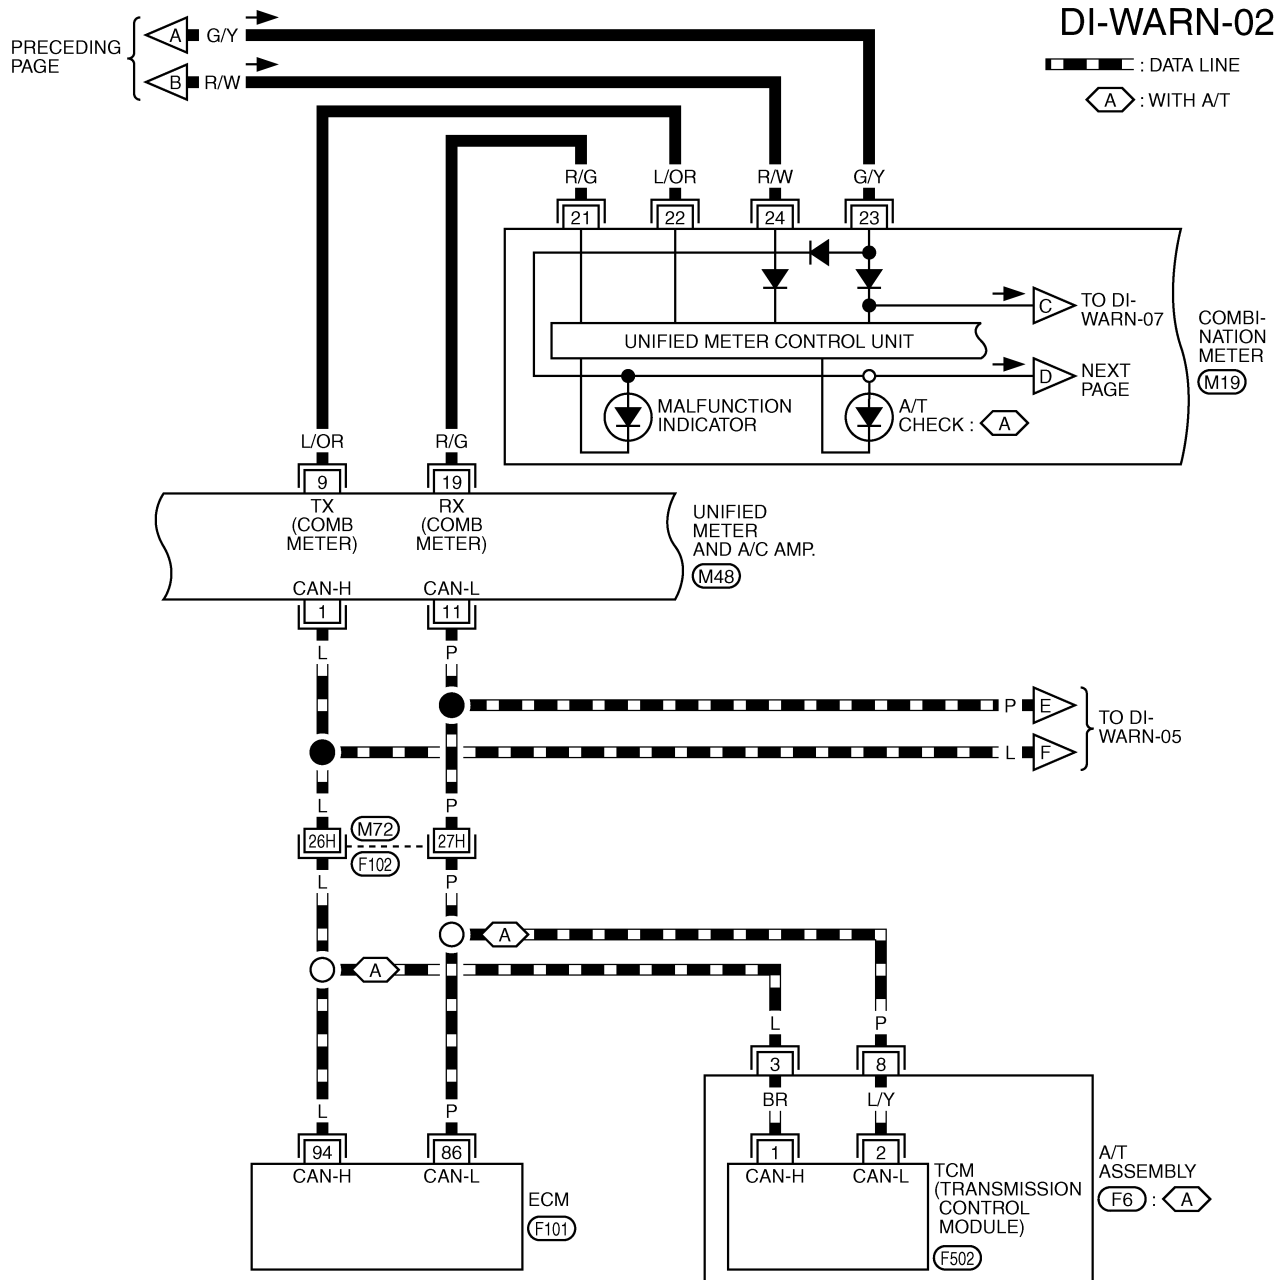 DI-WARN-02
: DATA LINE
A : WITH A/T
PRECEDING
PAGE
A G/Y
B R/W
R/G L/OR R/W G/Y
21 22 24 23
C TO DI-
WARN-07
UNIFIED METER CONTROL UNIT
D NEXT
PAGE
COMBI-
NATION
METER
M19
MALFUNCTION
INDICATOR
A/T
CHECK : A
L/OR R/G
9 19
TX
(COMB
METER)
RX
(COMB
METER)
UNIFIED
METER
AND A/C AMP.
M48
CAN-H CAN-L
1 11
L P
P E
L F
TO DI-
WARN-05
L P
26H M72 27H
F102
L P
A
A
L P
3 8
BR L/Y
L P
94 86
1 2
CAN-H CAN-L
CAN-H CAN-L
ECM
F101
TCM
(TRANSMISSION
CONTROL
MODULE)
F502
A/T
ASSEMBLY
F6 : A